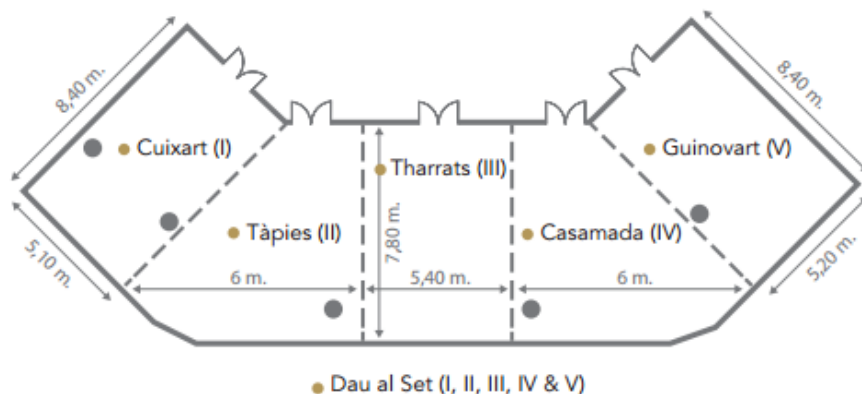 8,40 m.
8,40 m.
Cuixart (I)
Guinovart (V)
Tharrats (III)
Tàpies (II)
7,80 m.
Casamada (IV)
5,10 m.
6 m.
5,40 m.
6 m.
5,20 m.
Dau al Set (I, II, III, IV & V)